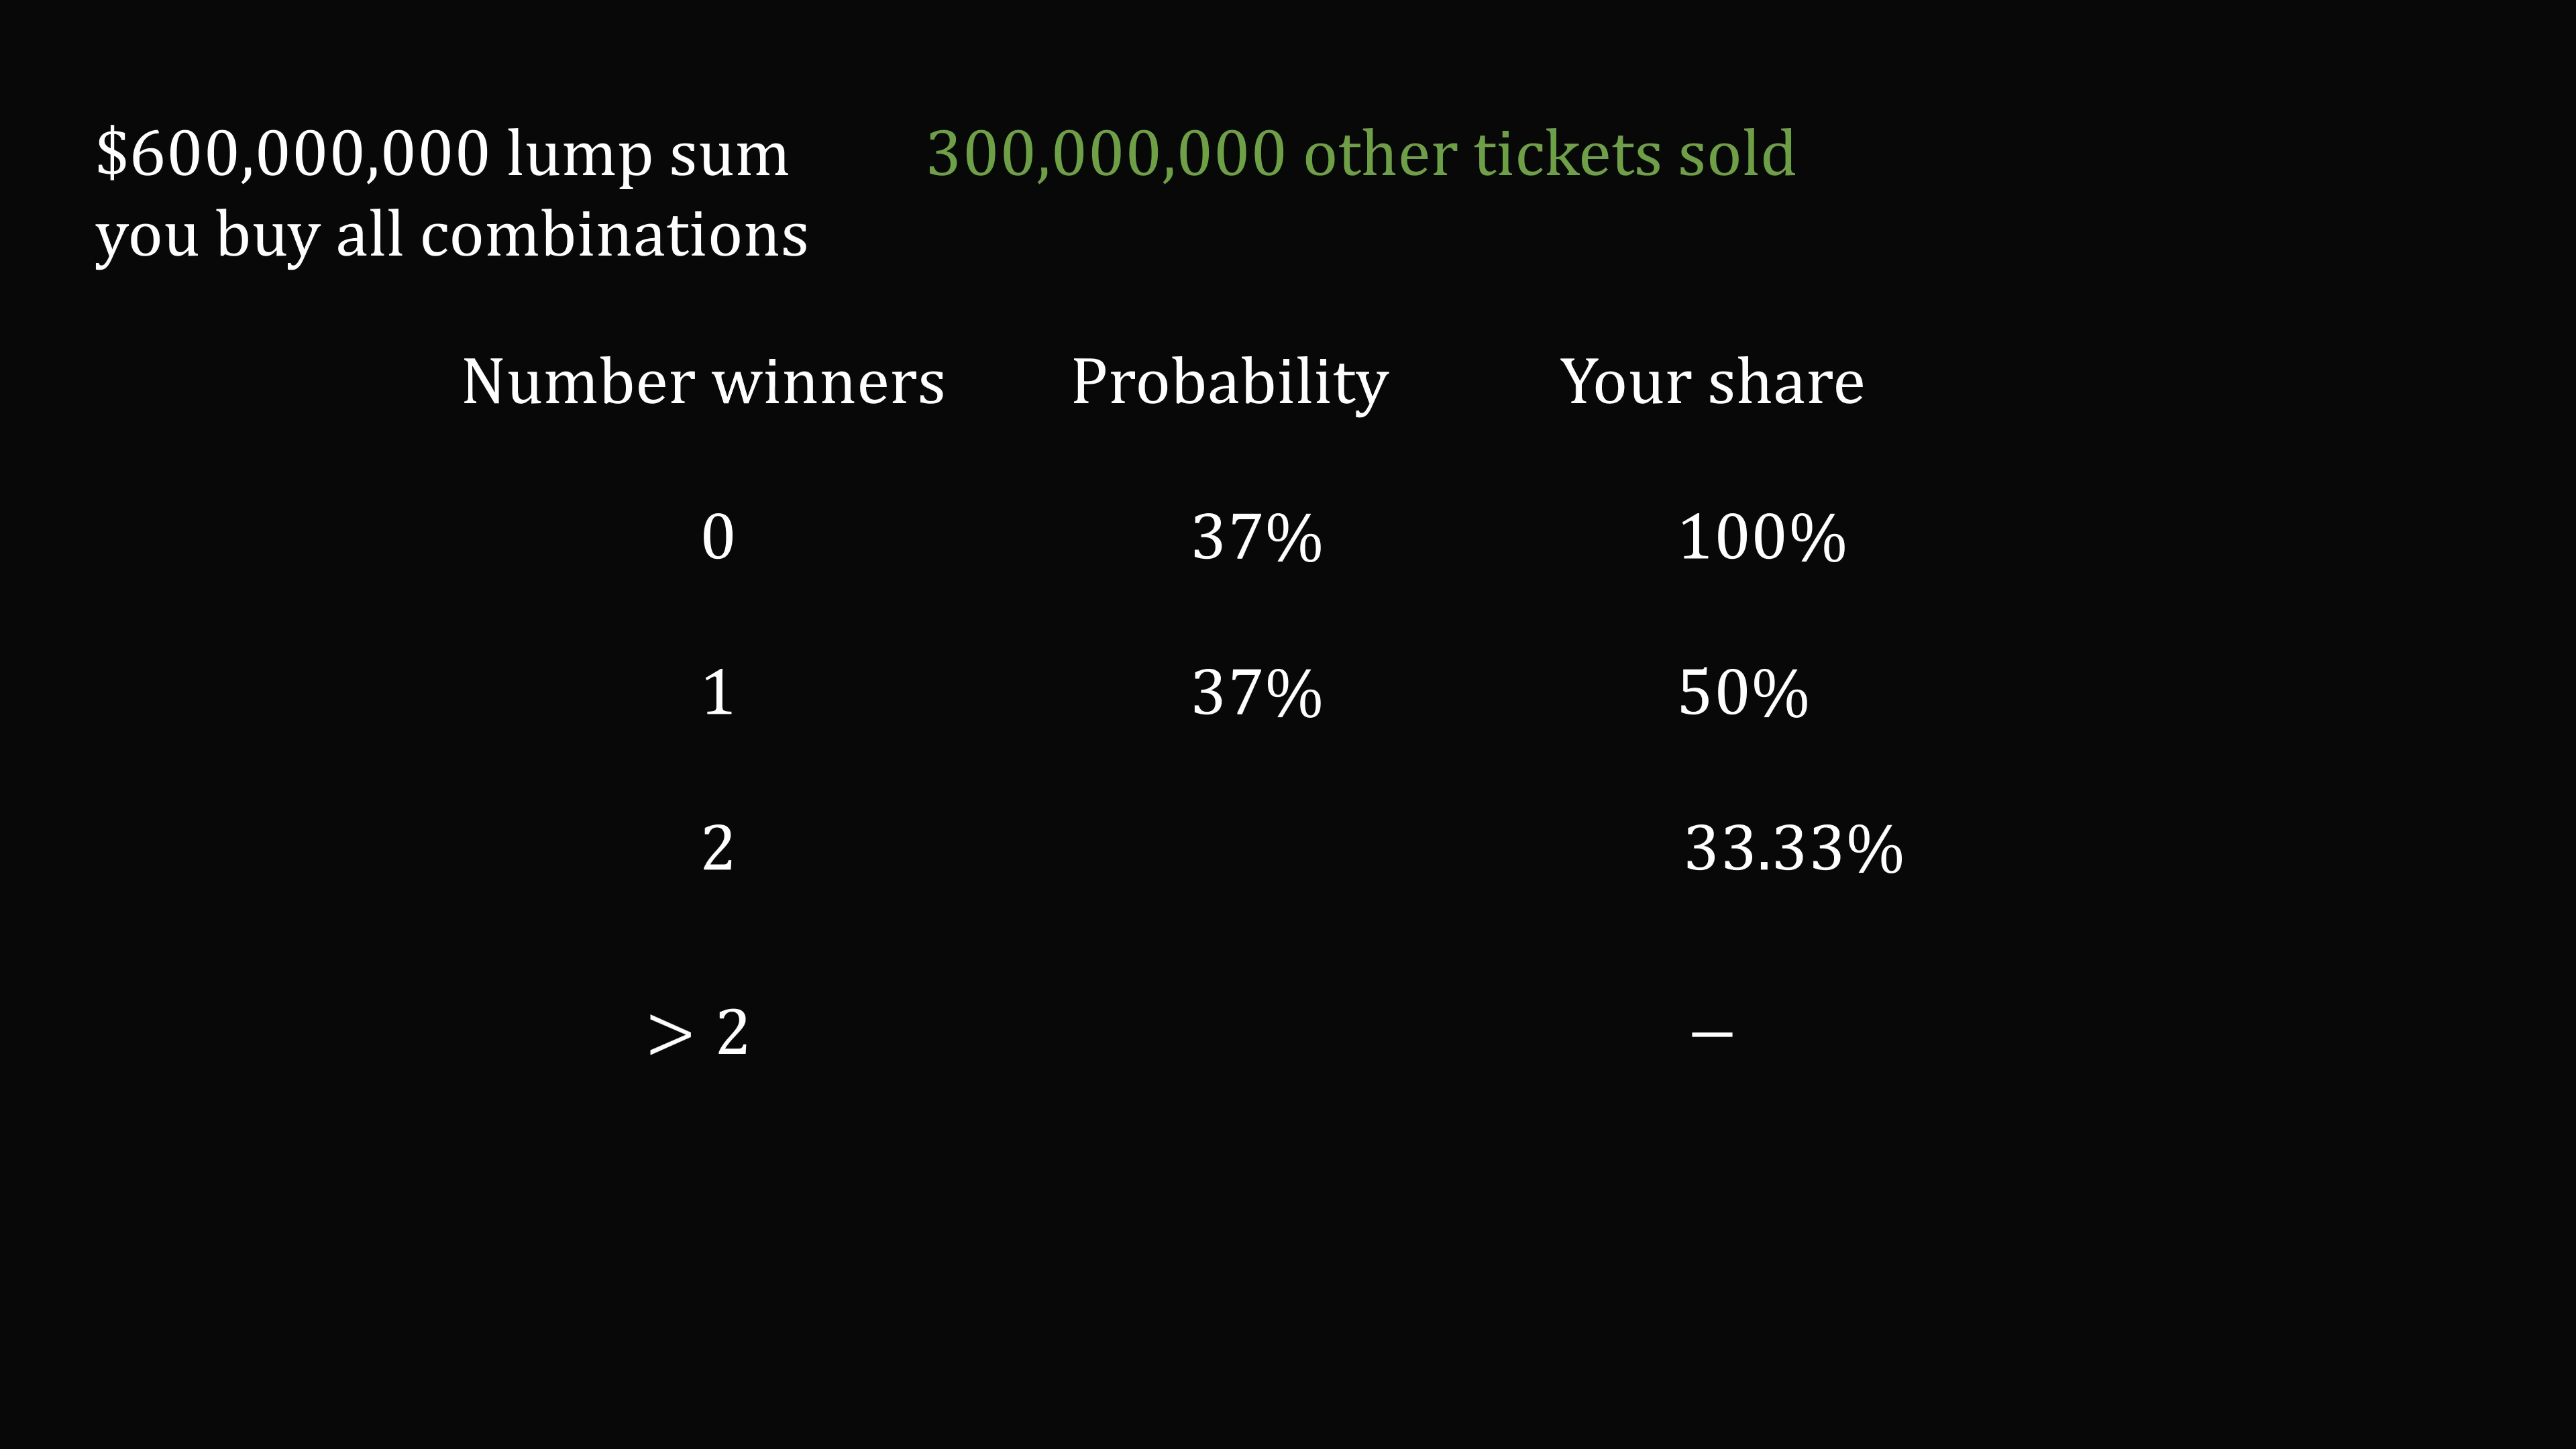 $600,000,000 lump sum 300,000,000 other tickets sold
you buy all combinations
Number winners Probability Your share
0 37% 100%
1 37% 50%
2 33.33%
> 2 –